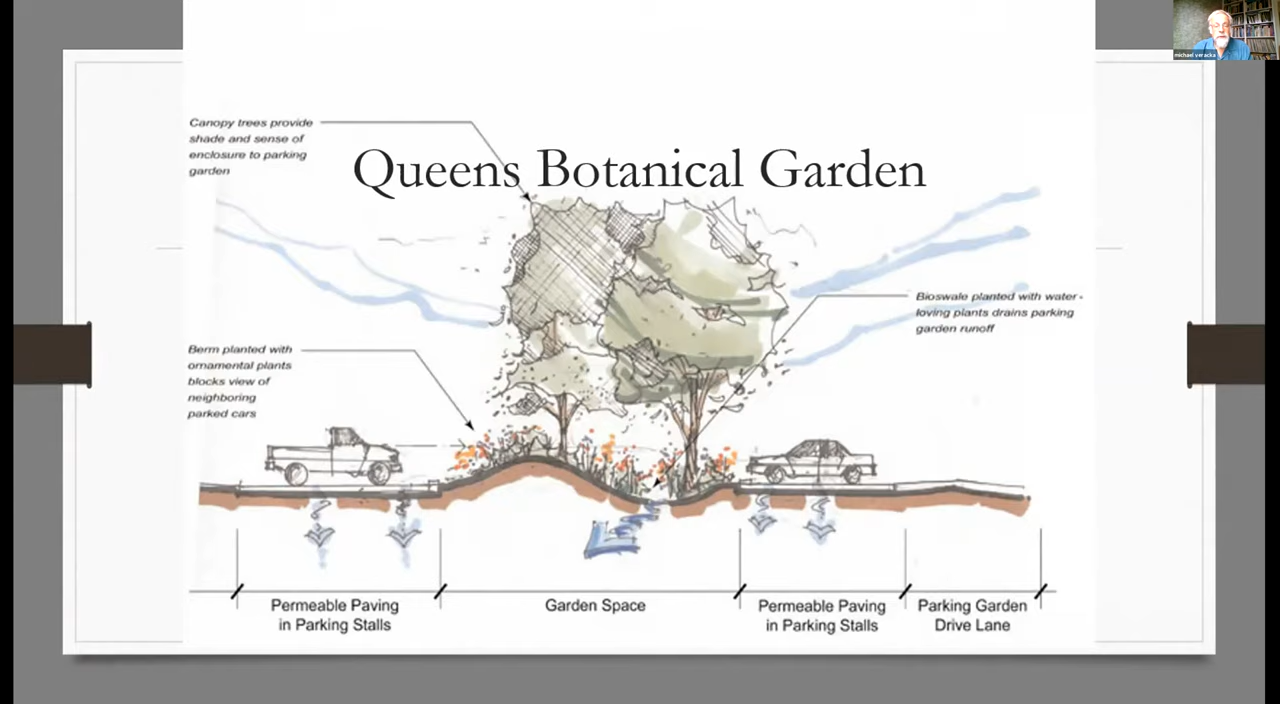 michael veracka
Canopy trees provide
shade and sense of
enclosure to parking
garden
Queens Botanical Garden
Bioswale planted with water-
loving plants drains parking
garden runoff
Berm planted with
ornamental plants
blocks view of
neighboring
parked cars
Permeable Paving
in Parking Stalls
Garden Space
Permeable Paving
in Parking Stalls
Parking Garden
Drive Lane